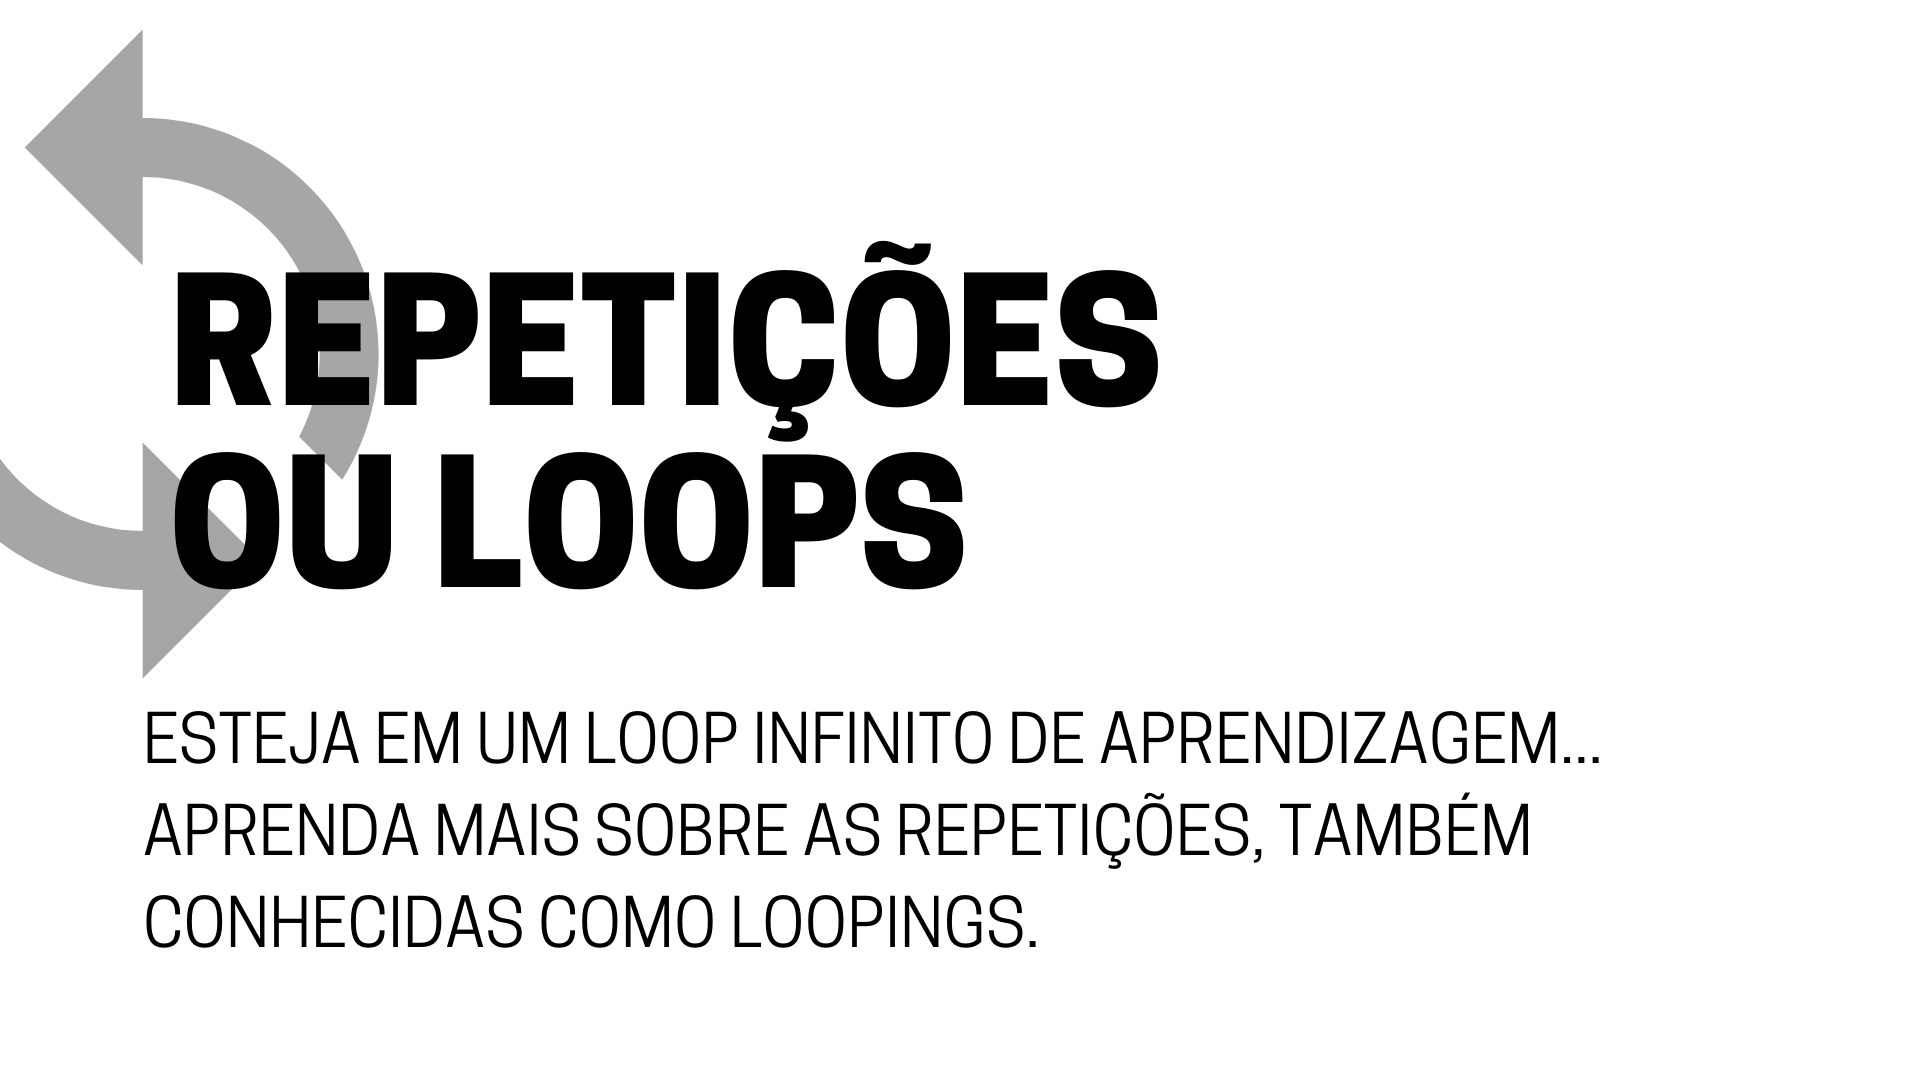 REPETIÇÕES
OU LOOPS
ESTEJA EM UM LOOP INFINITO DE APRENDIZAGEM...
APRENDA MAIS SOBRE AS REPETIÇÕES, TAMBÉM
CONHECIDAS COMO LOOPINGS.